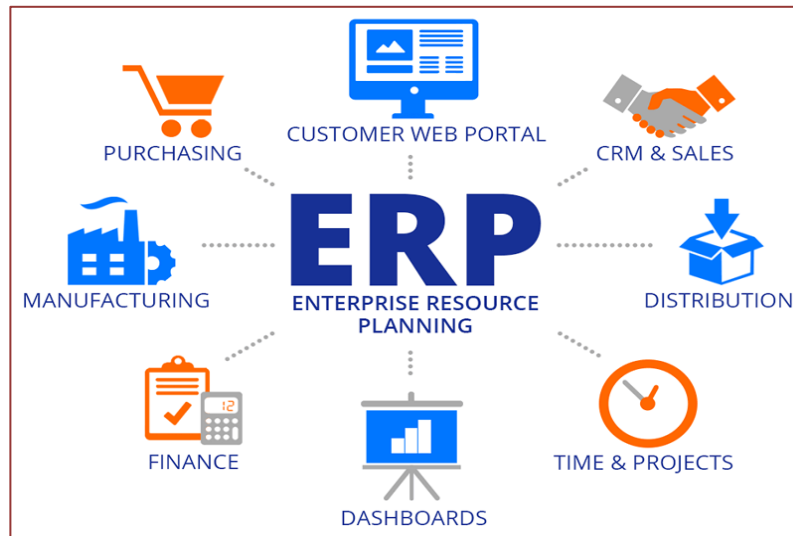 CUSTOMER WEB PORTAL
PURCHASING
CRM & SALES
ERP
ENTERPRISE RESOURCE
PLANNING
MANUFACTURING
DISTRIBUTION
12
FINANCE
TIME & PROJECTS
DASHBOARDS